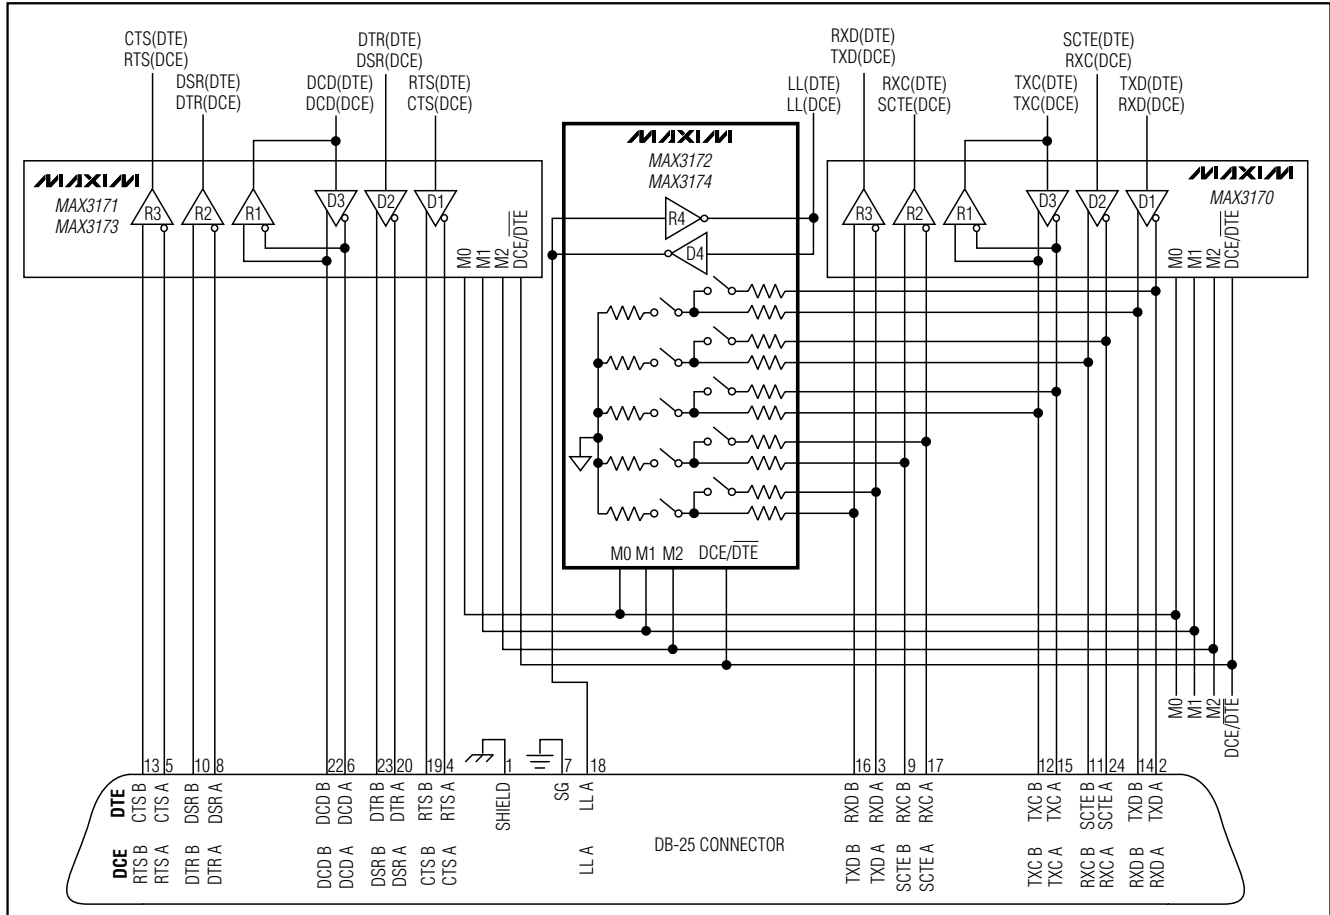 CTS(DTE)
RTS(DCE)
DSR(DTE)
DTR(DCE)
DCD(DTE)
DCD(DCE)
DTR(DTE)
DSR(DCE)
RTS(DTE)
CTS(DCE)
LL(DTE)
LL(DCE)
RXD(DTE)
TXD(DCE)
RXC(DTE)
SCTE(DCE)
TXC(DTE)
TXC(DCE)
SCTE(DTE)
RXC(DCE)
TXD(DTE)
RXD(DCE)
MAXIM
MAX3171
MAX3173
R3
R2
R1
D3
D2
D1
M0
M1
M2
DCE/DTE
MAXIM
MAX3172
MAX3174
R4
D4
M0 M1 M2 DCE/DTE
R3
R2
R1
D3
D2
D1
MAXIM
MAX3170
M0
M1
M2
DCE/DTE
M0
M1
M2
DCE/DTE
13 5 10 8 22 6 23 20 19 4 1 7 18 16 3 9 17 12 15 11 24 14 2
DTE
CTS B
CTS A
DSR B
DSR A
DCD B
DCD A
DTR B
DTR A
RTS B
RTS A
SHIELD
SG
LL A
RXD B
RXD A
RXC B
RXC A
TXC B
TXC A
SCTE B
SCTE A
TXD B
TXD A
DB-25 CONNECTOR
DCE
RTS B
RTS A
DTR B
DTR A
DCD B
DCD A
DSR B
DSR A
CTS B
CTS A
LL A
TXD B
TXD A
SCTE B
SCTE A
TXC B
TXC A
RXC B
RXC A
RXD B
RXD A